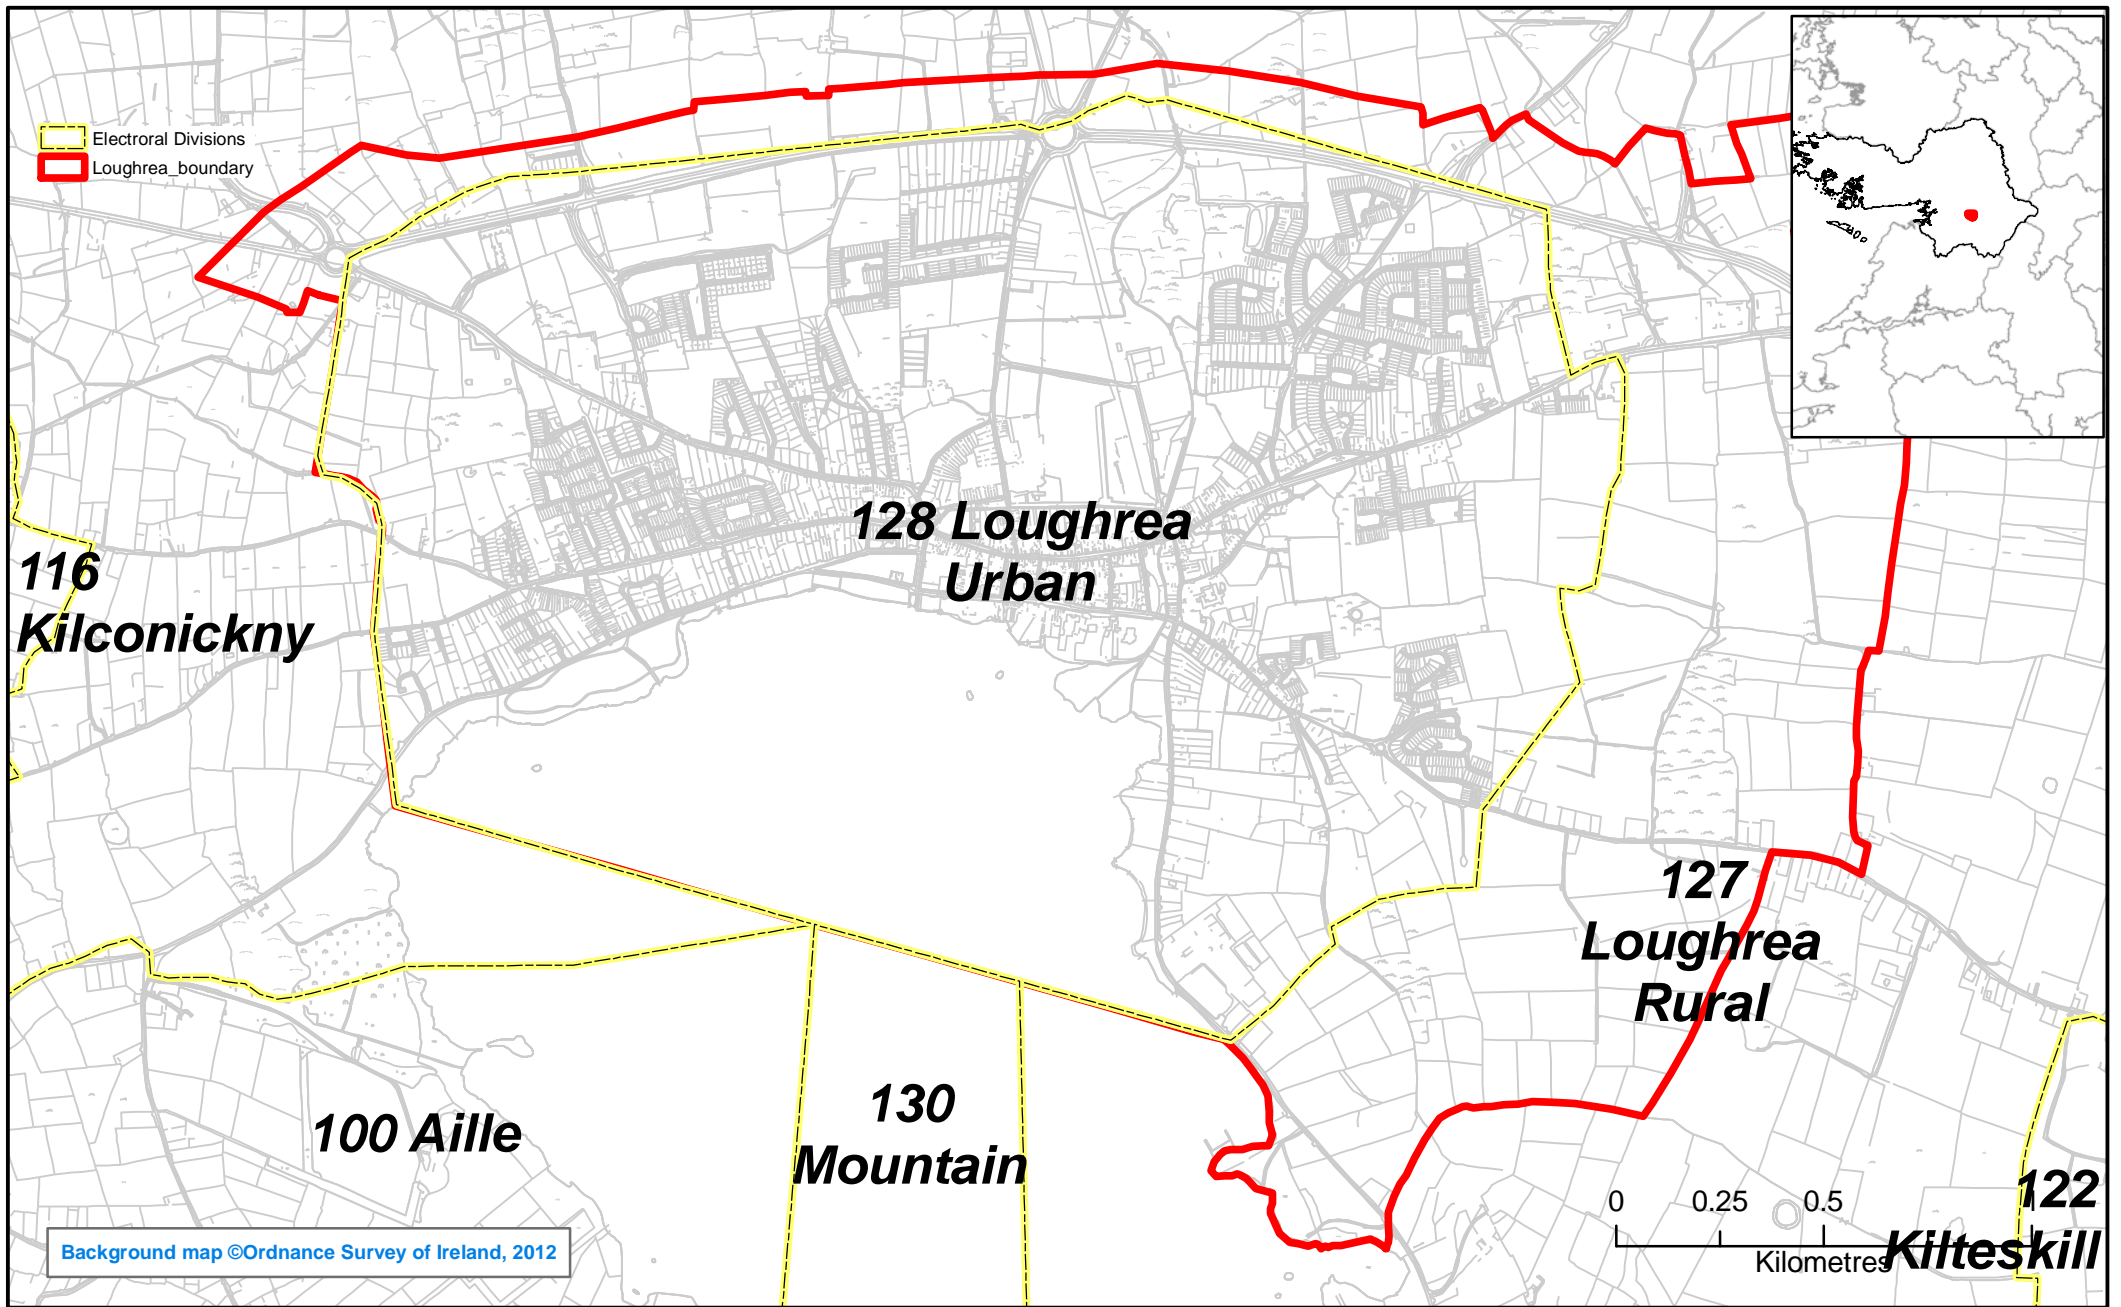 Electroral Divisions
Loughrea_boundary
128 Loughrea
Urban
116
Kilconickny
127
Loughrea
Rural
100 Aille
130
Mountain
122
Kilteskill
0 0.25 0.5
Kilometres
Background map ©Ordnance Survey of Ireland, 2012